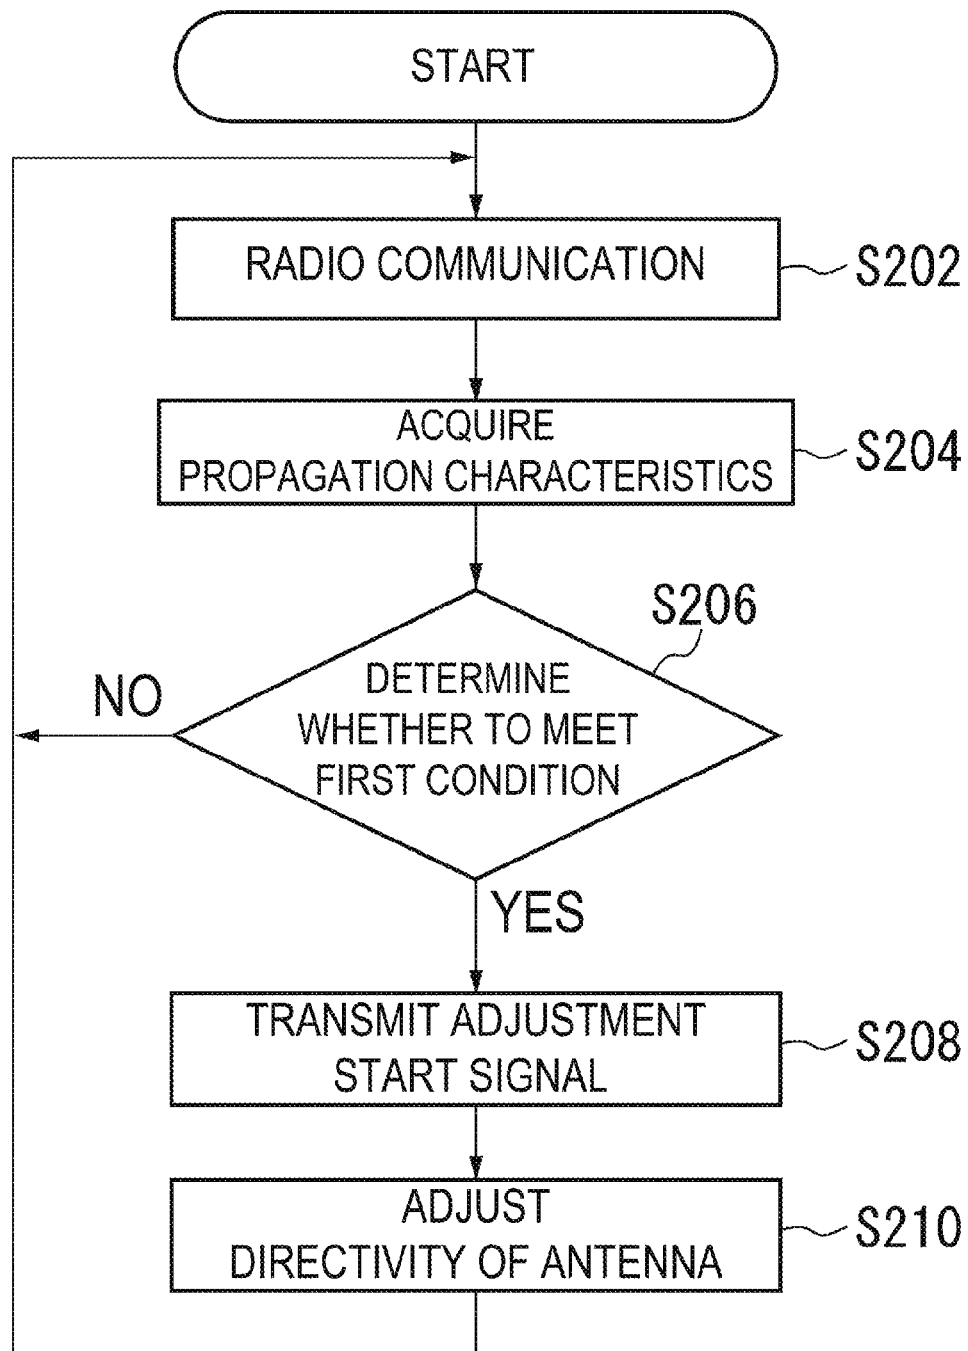 START
RADIO COMMUNICATION
S202
ACQUIRE
PROPAGATION CHARACTERISTICS
S204
S206
DETERMINE
WHETHER TO MEET
FIRST CONDITION
NO
YES
TRANSMIT ADJUSTMENT
START SIGNAL
S208
ADJUST
DIRECTIVITY OF ANTENNA
S210